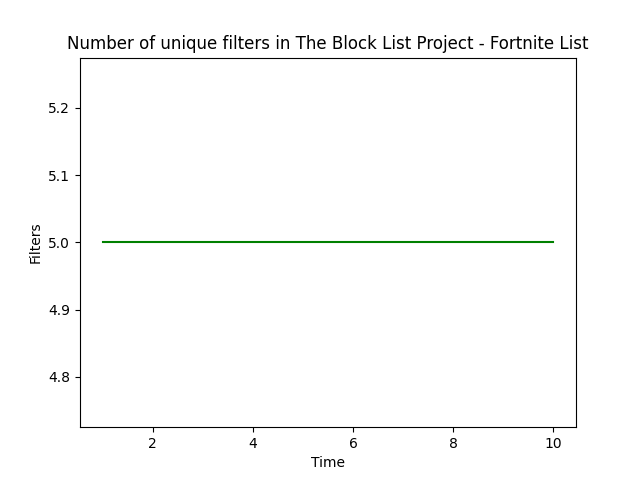 Number of unique filters in The Block List Project - Fortnite List
5.2
5.1
5.0
4.9
4.8
Filters
2 4 6 8 10
Time